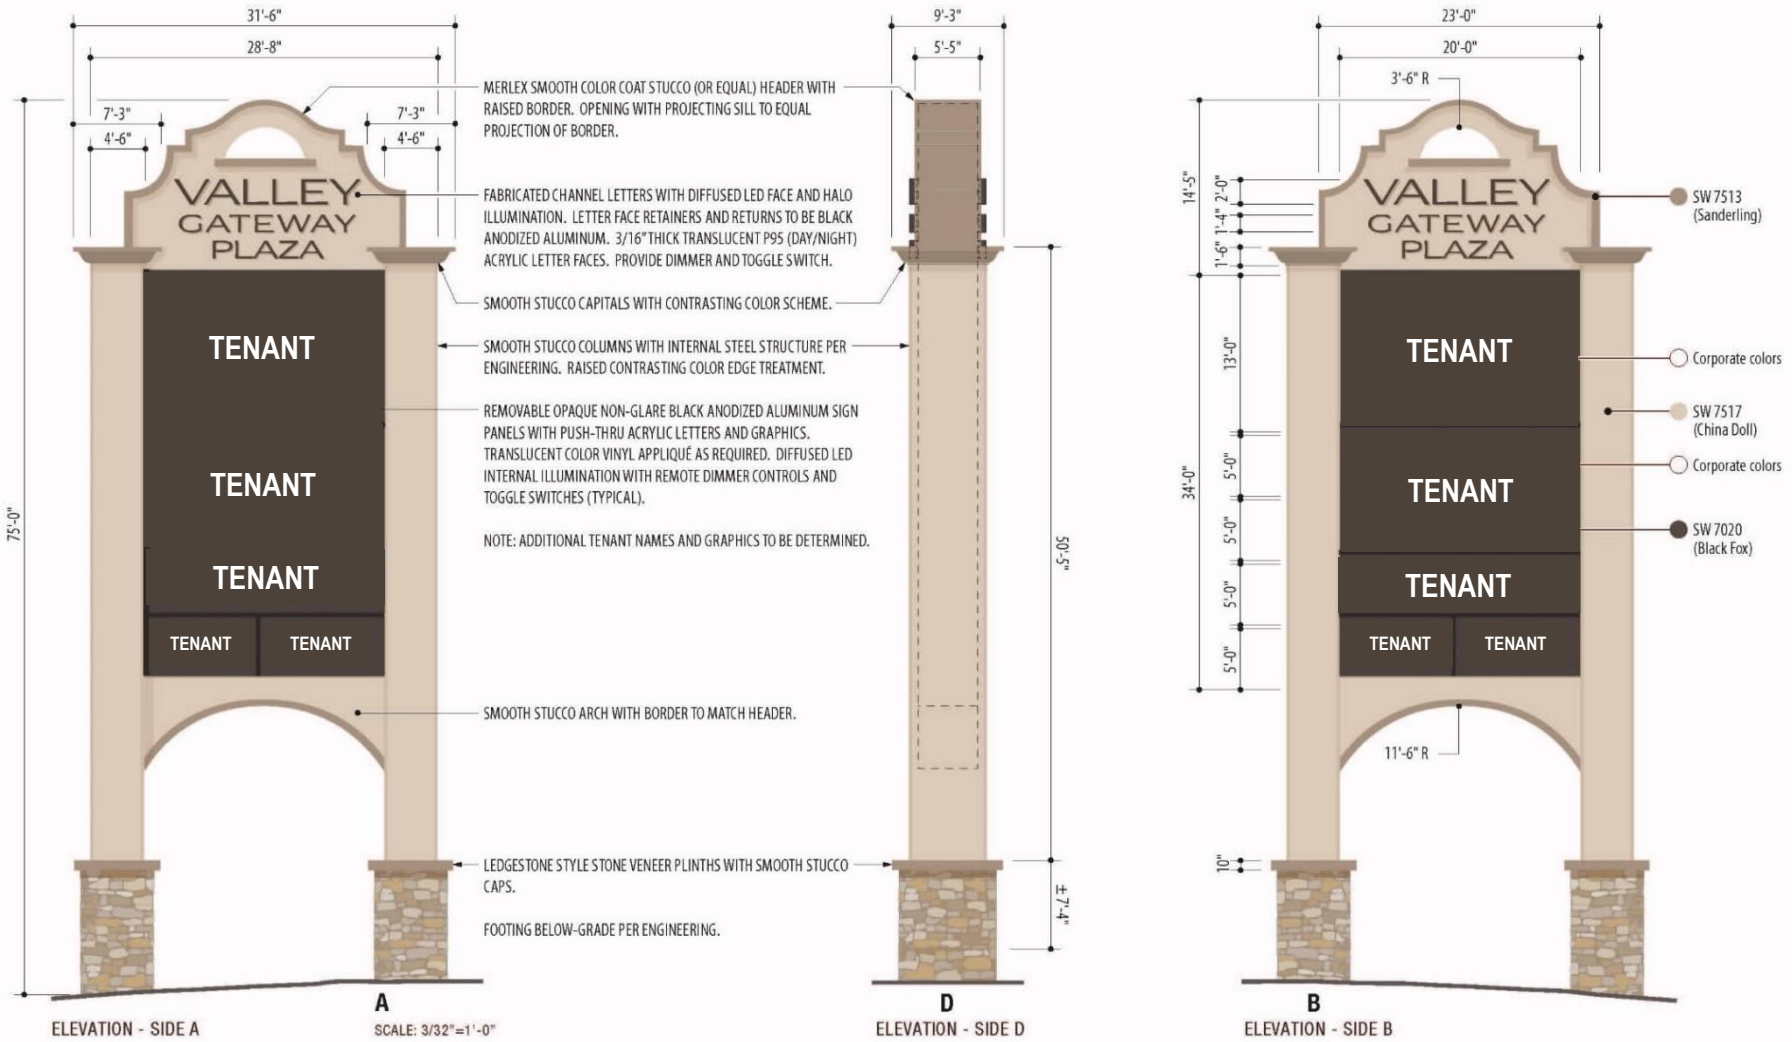 31'-6"
28'-8"
7'-3"
7'-3"
4'-6"
4'-6"
75'-0"
VALLEY
GATEWAY
PLAZA
TENANT
TENANT
TENANT
TENANT
TENANT
A
ELEVATION - SIDE A
SCALE: 3/32"=1'-0"
MERLEX SMOOTH COLOR COAT STUCCO (OR EQUAL) HEADER WITH
RAISED BORDER. OPENING WITH PROJECTING SILL TO EQUAL
PROJECTION OF BORDER.
FABRICATED CHANNEL LETTERS WITH DIFFUSED LED FACE AND HALO
ILLUMINATION. LETTER FACE RETAINERS AND RETURNS TO BE BLACK
ANODIZED ALUMINUM. 3/16" THICK TRANSLUCENT P95 (DAY/NIGHT)
ACRYLIC LETTER FACES. PROVIDE DIMMER AND TOGGLE SWITCH.
SMOOTH STUCCO CAPITALS WITH CONTRASTING COLOR SCHEME.
SMOOTH STUCCO COLUMNS WITH INTERNAL STEEL STRUCTURE PER
ENGINEERING. RAISED CONTRASTING COLOR EDGE TREATMENT.
REMOVABLE OPAQUE NON-GLARE BLACK ANODIZED ALUMINUM SIGN
PANELS WITH PUSH-THRU ACRYLIC LETTERS AND GRAPHICS.
TRANSLUCENT COLOR VINYL APPLIQUÉ AS REQUIRED. DIFFUSED LED
INTERNAL ILLUMINATION WITH REMOTE DIMMER CONTROLS AND
TOGGLE SWITCHES (TYPICAL).
NOTE: ADDITIONAL TENANT NAMES AND GRAPHICS TO BE DETERMINED.
SMOOTH STUCCO ARCH WITH BORDER TO MATCH HEADER.
LEDGESTONE STYLE STONE VENEER PLINTHS WITH SMOOTH STUCCO
CAPS.
FOOTING BELOW-GRADE PER ENGINEERING.
9'-3"
5'-5"
50'-5"
± 7'-4"
D
ELEVATION - SIDE D
23'-0"
20'-0"
3'-6" R
14'-5"
2'-0"
1'-4"
1'-6"
34'-0"
13'-0"
5'-0"
5'-0"
5'-0"
5'-0"
10"
VALLEY
GATEWAY
PLAZA
TENANT
TENANT
TENANT
TENANT
TENANT
11'-6" R
SW 7513
(Sanderling)
Corporate colors
SW 7517
(China Doll)
Corporate colors
SW 7020
(Black Fox)
B
ELEVATION - SIDE B